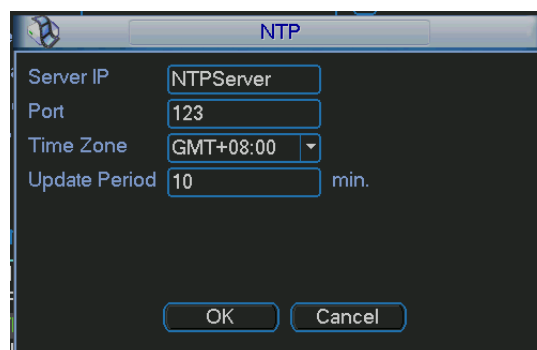 NTP
Server IP NTPServer
Port 123
Time Zone GMT+08:00
Update Period 10 min.
OK Cancel